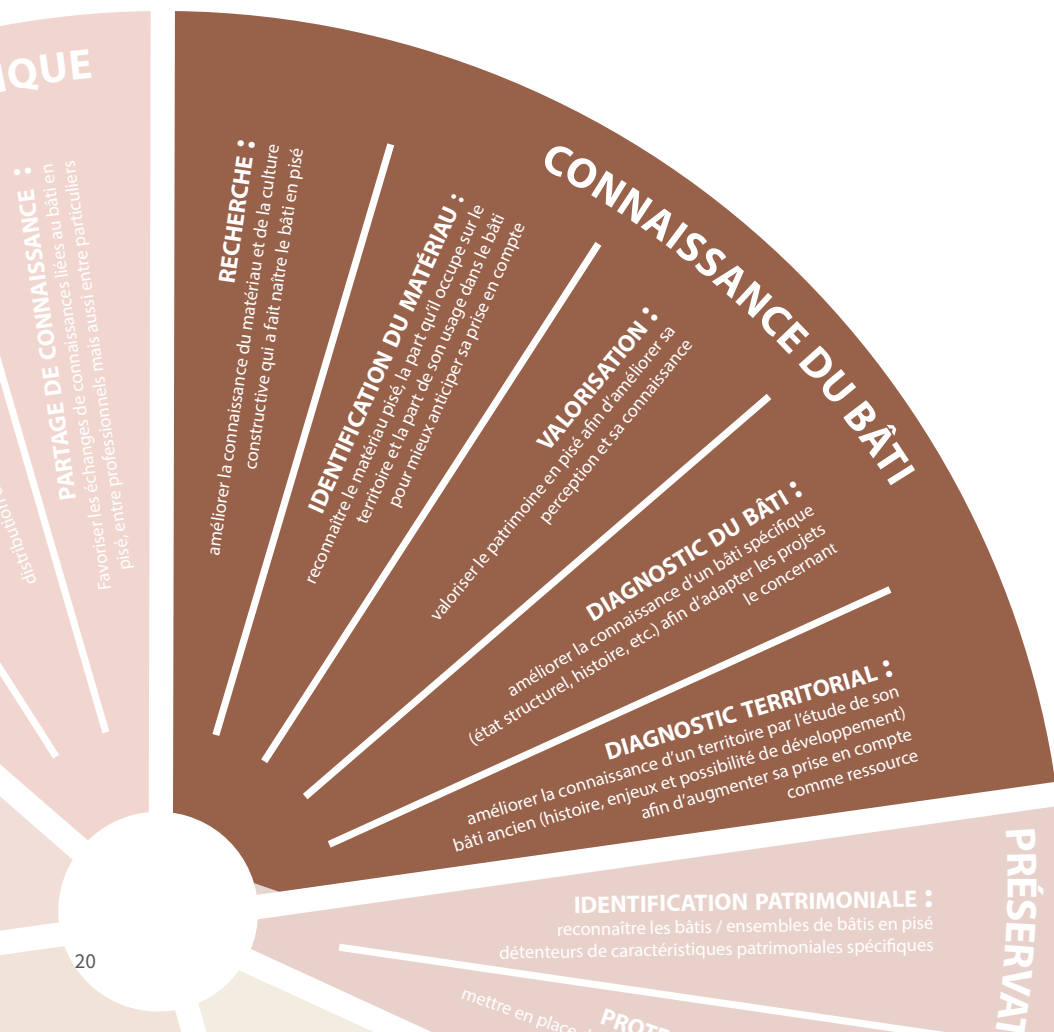 IQUE
PARTAGE DE CONNAISSANCE :
Favoriser les échanges de connaissances liées au bâti en
pisé, entre professionnels mais aussi entre particuliers
distribution
CONNAISSANCE DU BÂTI
RECHERCHE :
améliorer la connaissance du matériau et de la culture
constructive qui a fait naître le bâti en pisé
IDENTIFICATION DU MATÉRIAU :
reconnaître le matériau pisé, la part qu'il occupe sur le
territoire et la part de son usage dans le bâti
pour mieux anticiper sa prise en compte
VALORISATION :
valoriser le patrimoine en pisé afin d'améliorer sa
perception et sa connaissance
DIAGNOSTIC DU BÂTI :
améliorer la connaissance d'un bâti spécifique
(état structurel, histoire, etc.) afin d'adapter les projets
le concernant
DIAGNOSTIC TERRITORIAL :
améliorer la connaissance d'un territoire par l'étude de son
bâti ancien (histoire, enjeux et possibilité de développement)
afin d'augmenter sa prise en compte
comme ressource
PRÉSERVAT
IDENTIFICATION PATRIMONIALE :
reconnaître les bâtis / ensembles de bâtis en pisé
détenteurs de caractéristiques patrimoniales spécifiques
PROTE
mettre en place
20